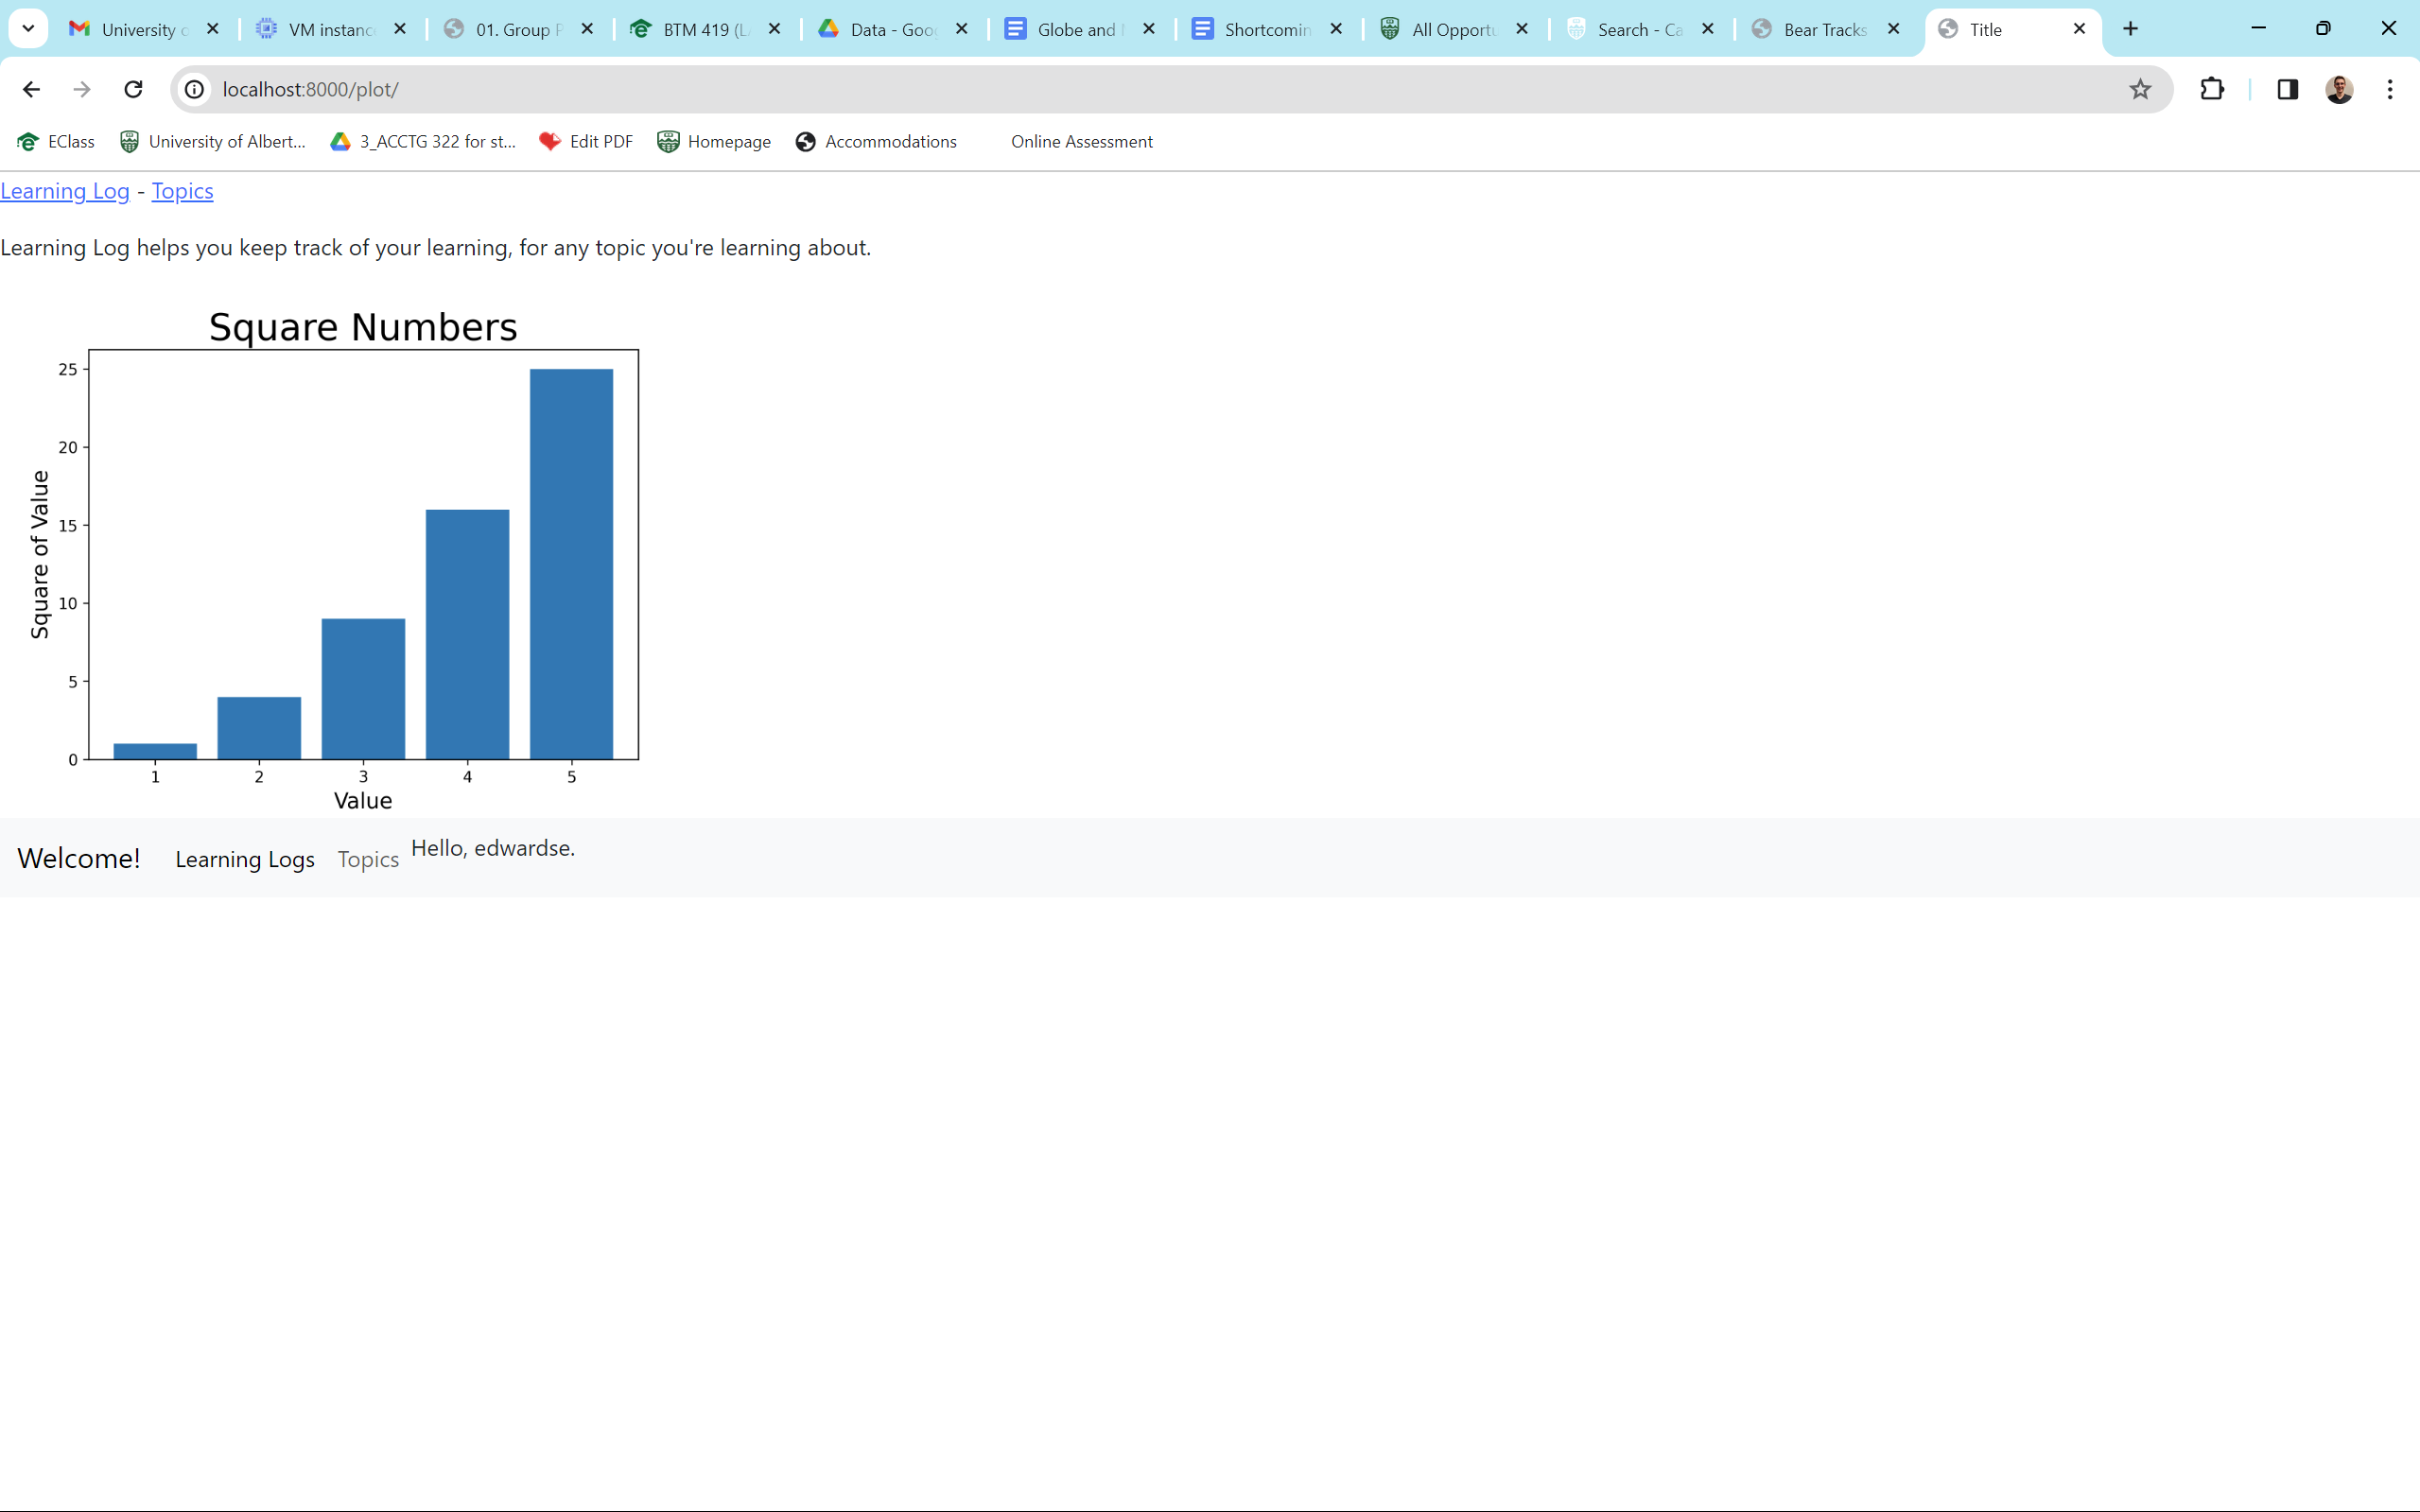 University
VM instanc
01. Group P
BTM 419 (L
Data - Goo
Globe and
Shortcomin
All Opportu
Search - Ca
Bear Tracks
Title
localhost:8000/plot/
EClass
University of Albert...
3_ACCTG 322 for st...
Edit PDF
Homepage
Accommodations
Online Assessment
Learning Log - Topics
Learning Log helps you keep track of your learning, for any topic you're learning about.
Square Numbers
25
20
15
10
5
0
Square of Value
1 2 3 4 5
Value
Welcome! Learning Logs Topics Hello, edwardse.